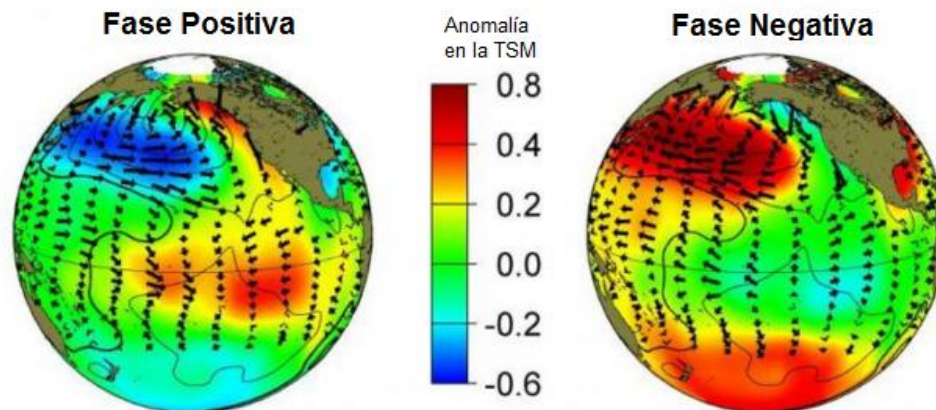 Fase Positiva
Anomalía
en la TSM
Fase Negativa
0.8
0.4
0.2
0.0
-0.2
-0.6